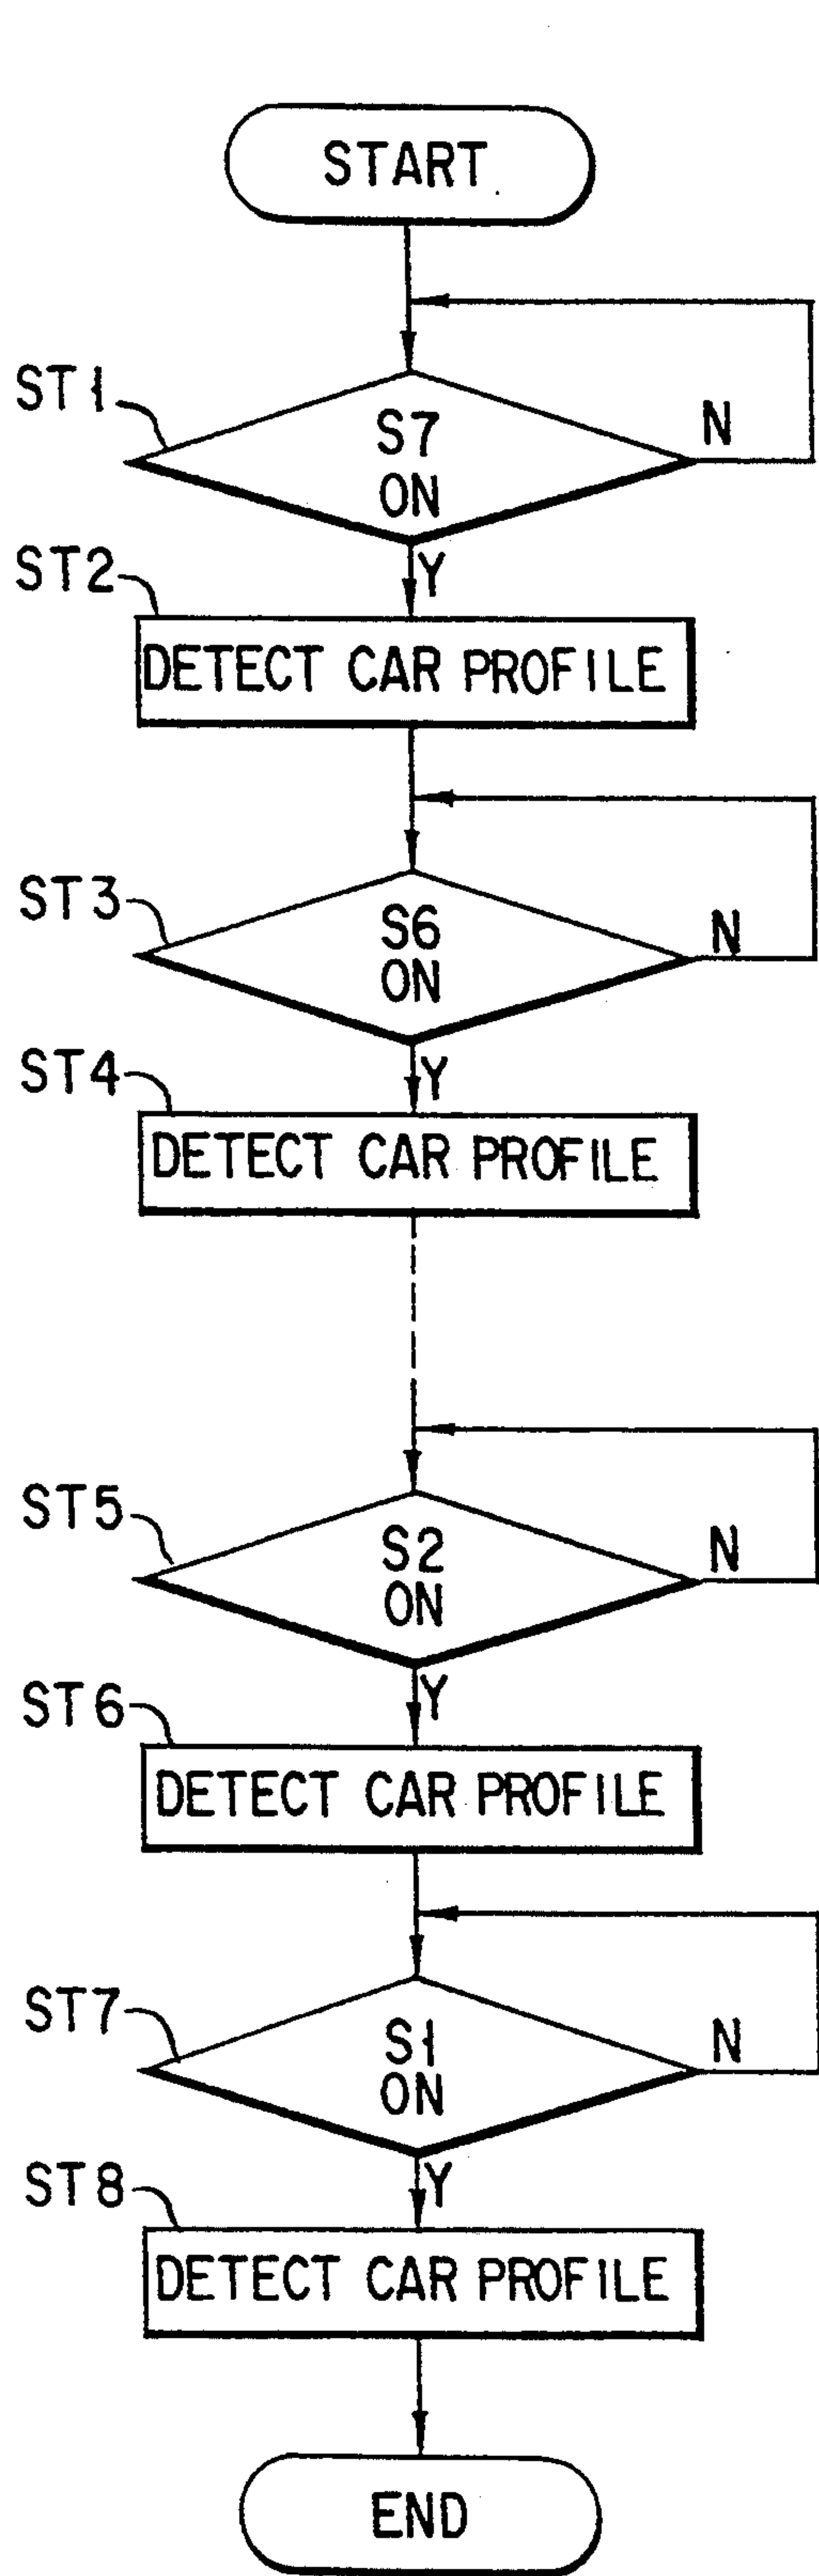 START
ST1
S7
ON
N
Y
ST2
DETECT CAR PROFILE
ST3
S6
ON
N
Y
ST4
DETECT CAR PROFILE
ST5
S2
ON
N
Y
ST6
DETECT CAR PROFILE
ST7
S1
ON
N
Y
ST8
DETECT CAR PROFILE
END